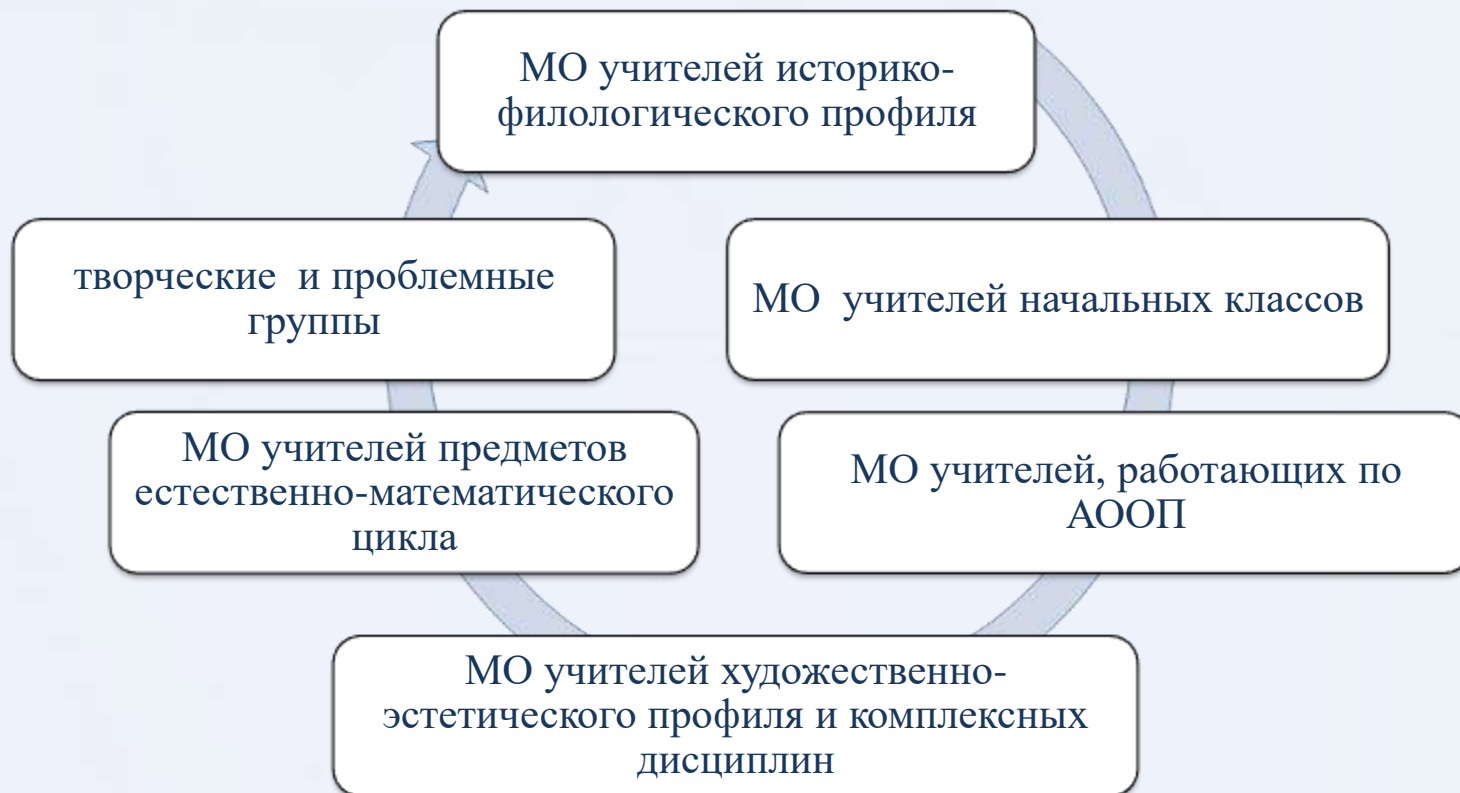 МО учителей историко-
филологического профиля
творческие и проблемные
группы
МО учителей начальных классов
МО учителей предметов
естественно-математического
цикла
МО учителей, работающих по
АООП
МО учителей художественно-
эстетического профиля и комплексных
дисциплин